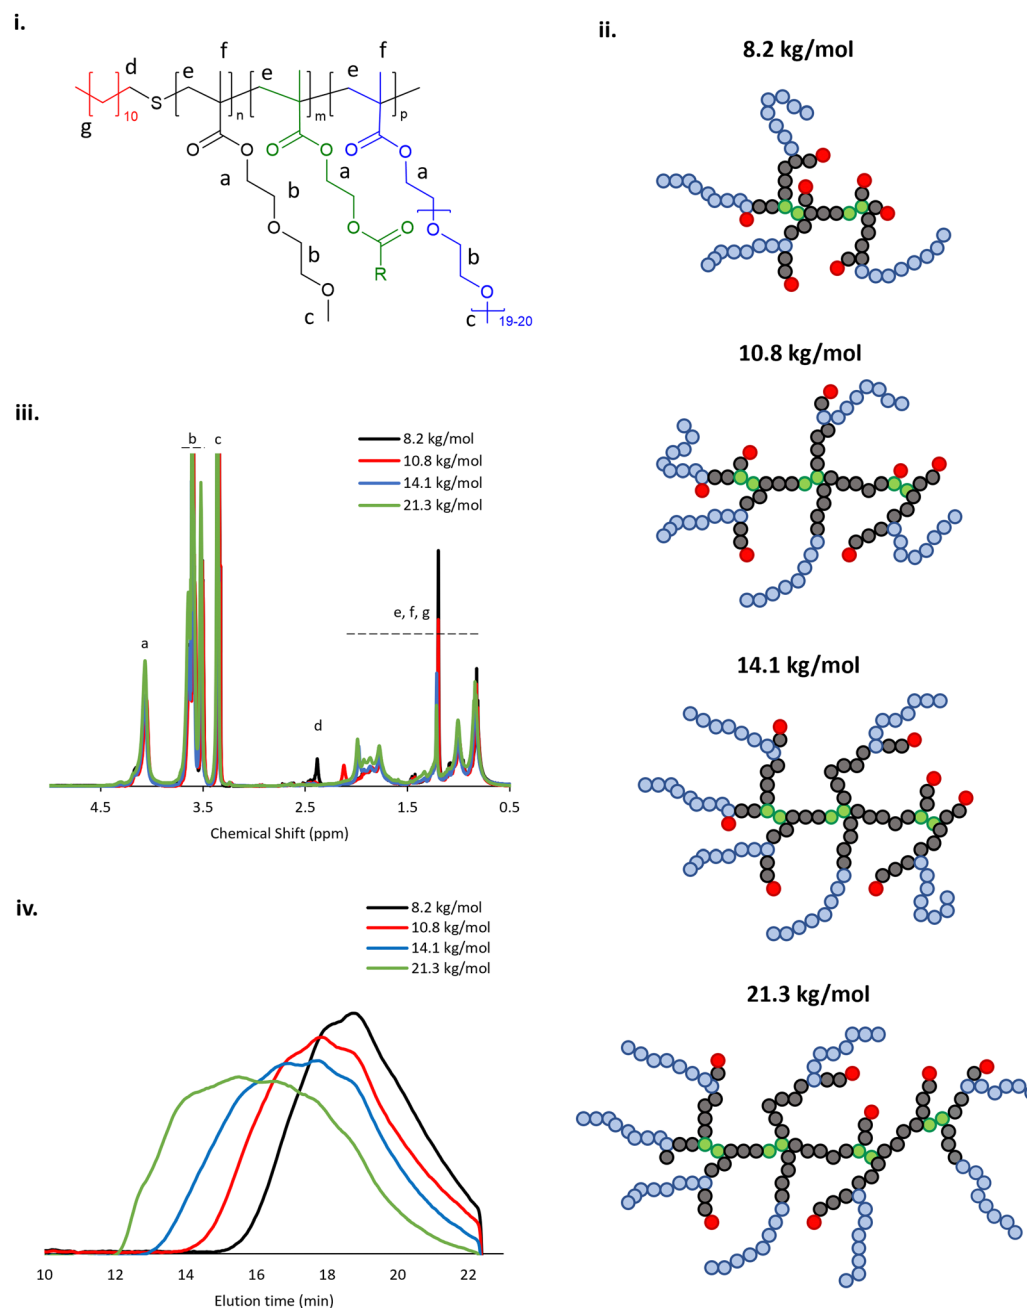 i.
f
f
d
e
e
e
S
n
m
p
10
g
O
O
O
O
O
O
a
a
a
b
b
O
O
O
O
b
b
R
O
O
c
c
19-20
ii.
8.2 kg/mol
10.8 kg/mol
14.1 kg/mol
21.3 kg/mol
iii.
b
c
8.2 kg/mol
10.8 kg/mol
14.1 kg/mol
21.3 kg/mol
e, f, g
a
d
4.5
3.5
2.5
1.5
0.5
Chemical Shift (ppm)
iv.
8.2 kg/mol
10.8 kg/mol
14.1 kg/mol
21.3 kg/mol
10
12
14
16
18
20
22
Elution time (min)